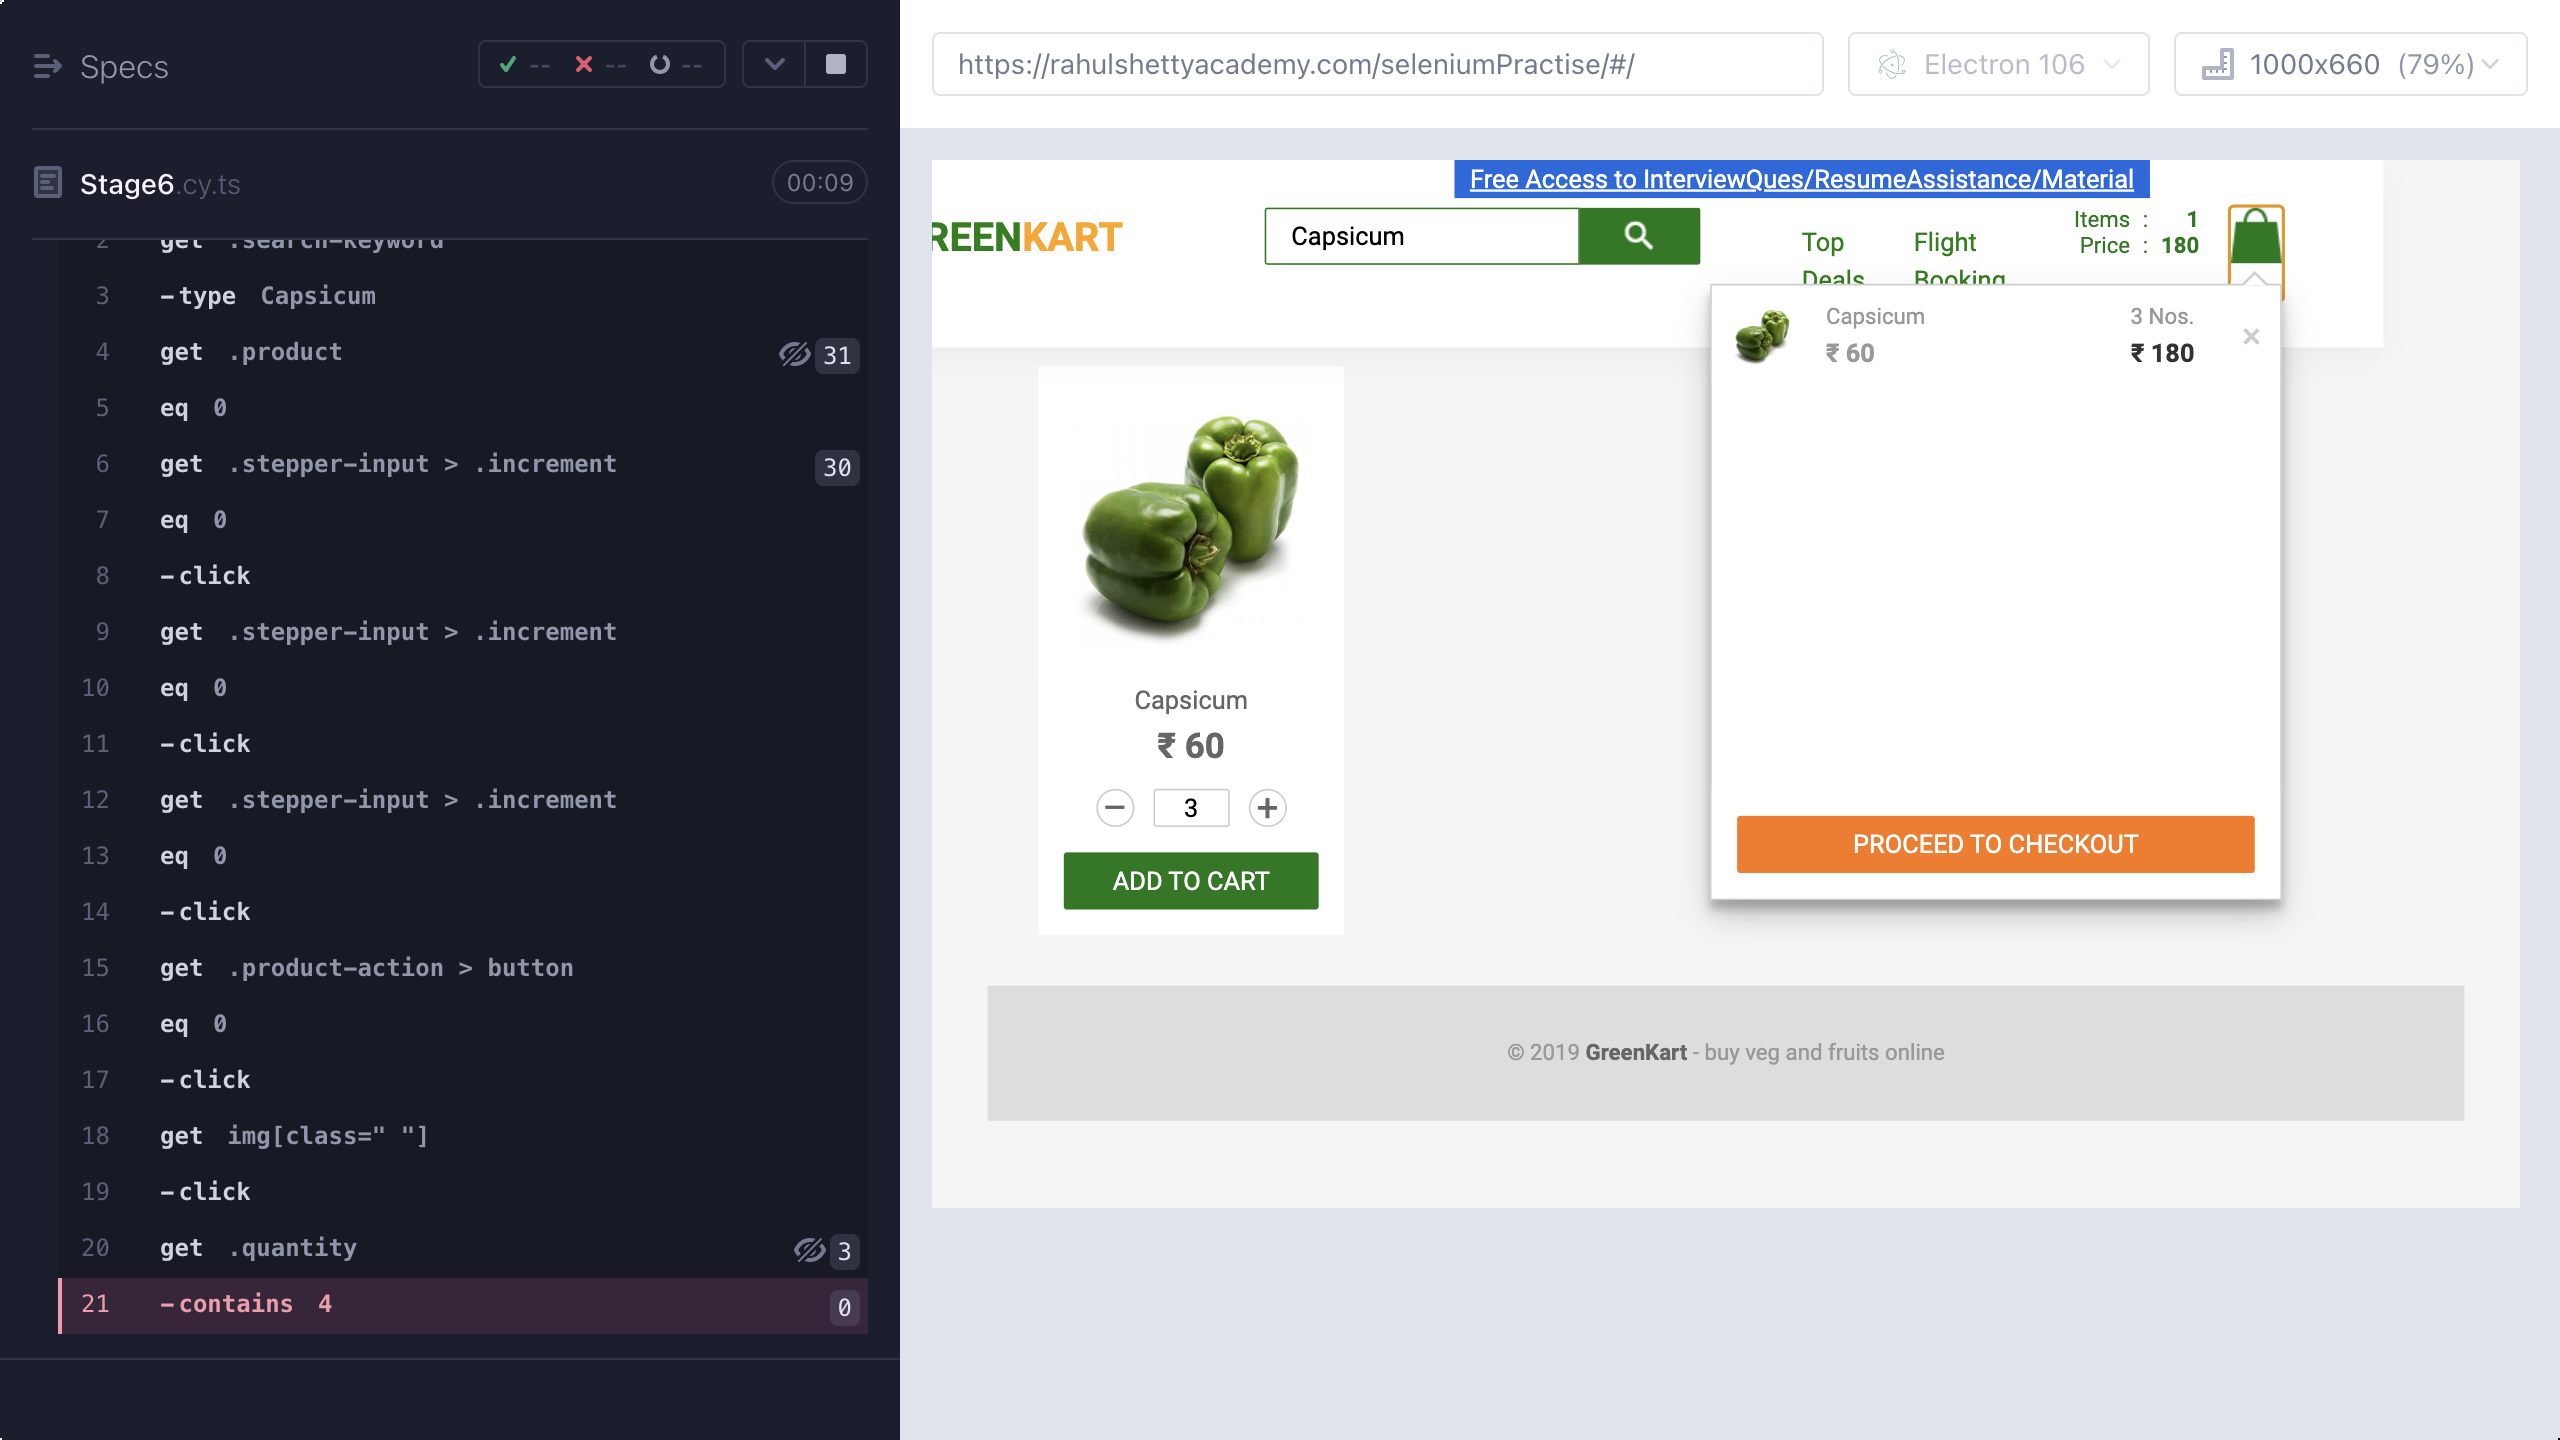 Specs
-- -- --
Stage6.cy.ts
00:09
2 get .search-keyword
3 -type Capsicum
4 get .product 31
5 eq 0
6 get .stepper-input > .increment 30
7 eq 0
8 -click
9 get .stepper-input > .increment
10 eq 0
11 -click
12 get .stepper-input > .increment
13 eq 0
14 -click
15 get .product-action > button
16 eq 0
17 -click
18 get img[class=" "]
19 -click
20 get .quantity 3
21 -contains 4 0
https://rahulshettyacademy.com/seleniumPractise/#/
Electron 106
1000x660 (79%)
Free Access to InterviewQues/ResumeAssistance/Material
REENKART
Capsicum
Top
Deals
Flight
Booking
Items : 1
Price : 180
Capsicum
₹ 60
3 Nos.
₹ 180
×
PROCEED TO CHECKOUT
Capsicum
₹ 60
− 3 +
ADD TO CART
© 2019 GreenKart - buy veg and fruits online